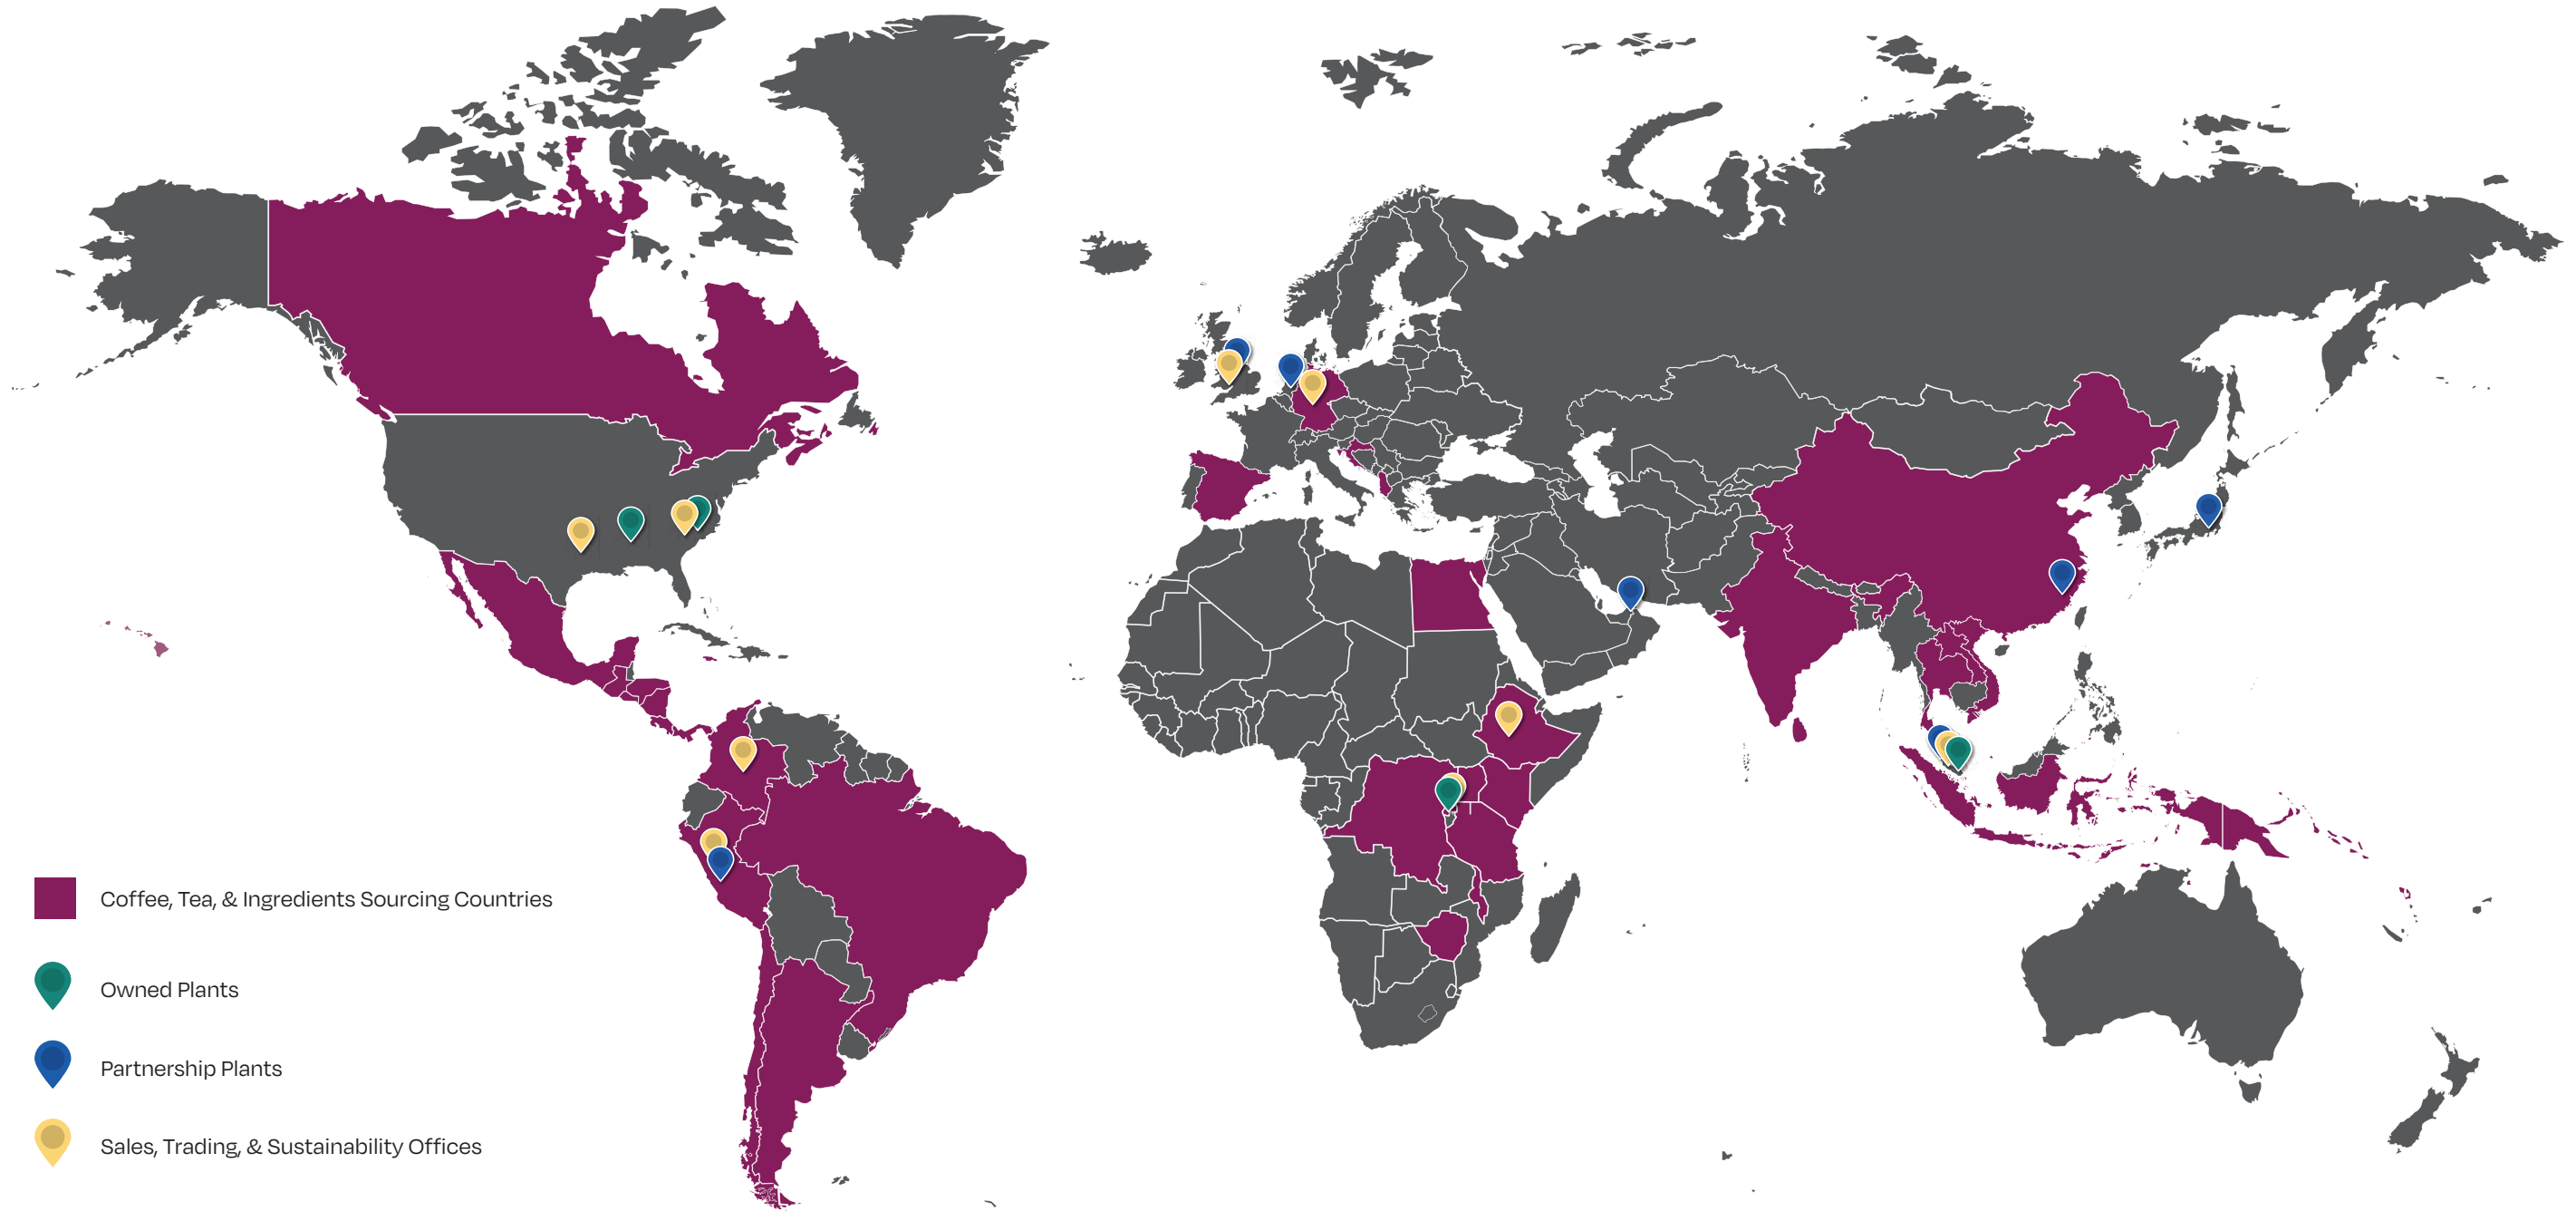 Coffee, Tea, & Ingredients Sourcing Countries
Owned Plants
Partnership Plants
Sales, Trading, & Sustainability Offices